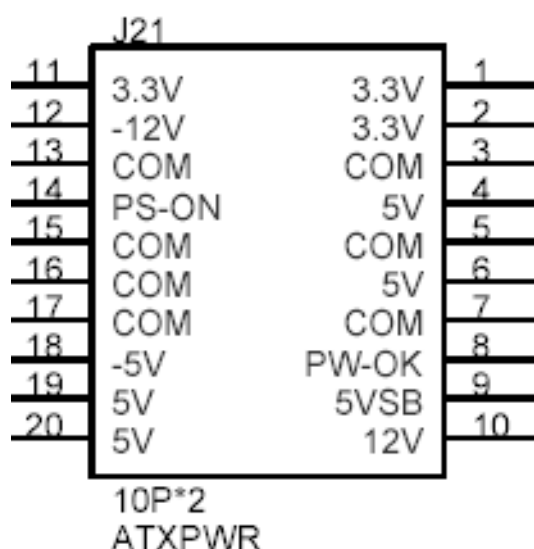 J21
11 3.3V 3.3V 1
12 -12V 3.3V 2
13 COM COM 3
14 PS-ON 5V 4
15 COM COM 5
16 COM 5V 6
17 COM COM 7
18 -5V PW-OK 8
19 5V 5VSB 9
20 5V 12V 10
10P*2
ATXPWR